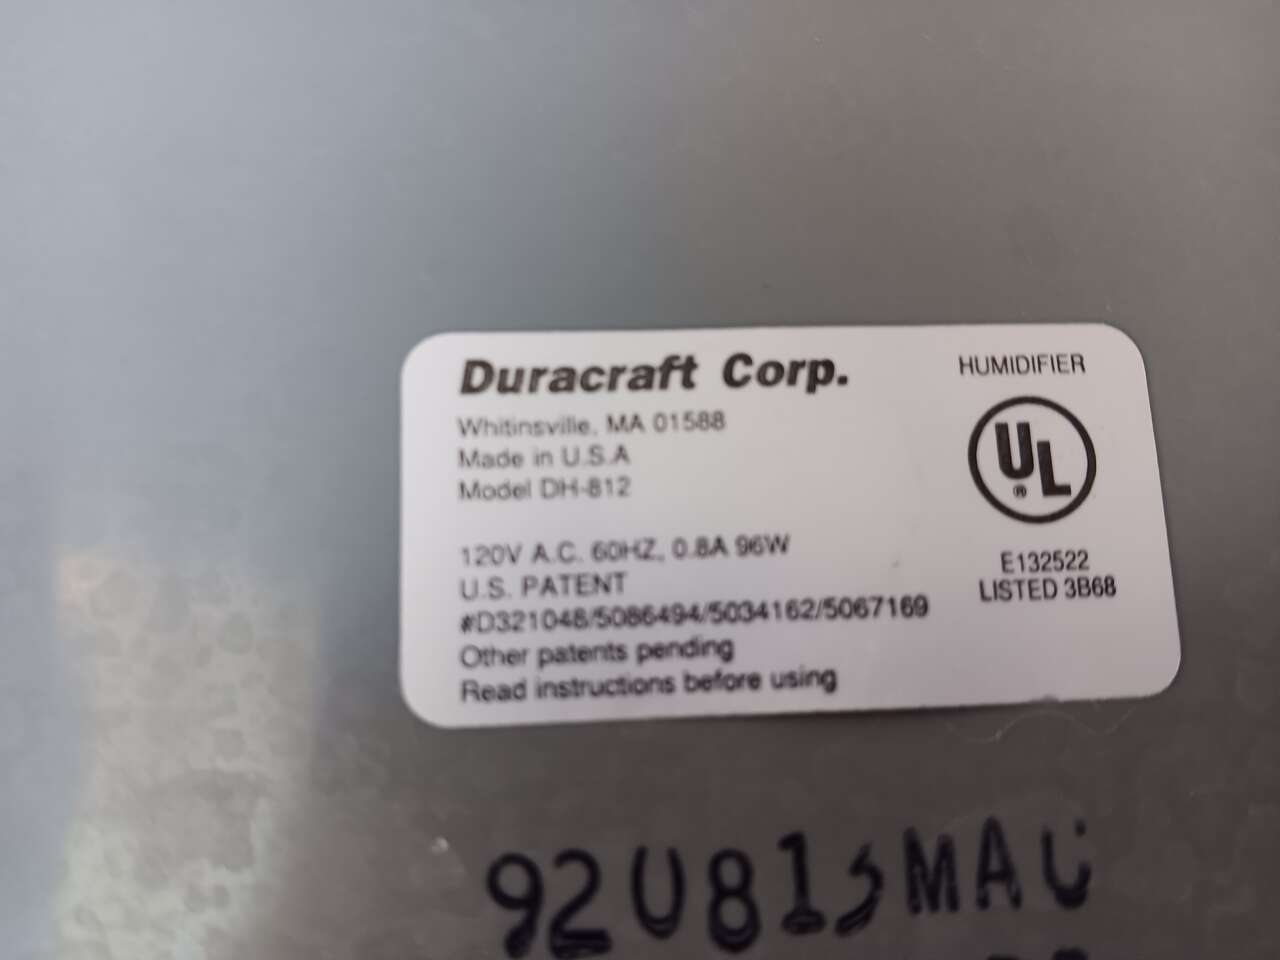 Duracraft Corp.
Whitinsville, MA 01588
Made in U.S.A
Model DH-812
120V A.C. 60HZ, 0.8A 96W
U.S. PATENT
#D321048/5086494/5034162/5067169
Other patents pending
Read instructions before using
HUMIDIFIER
UL
®
E132522
LISTED 3B68